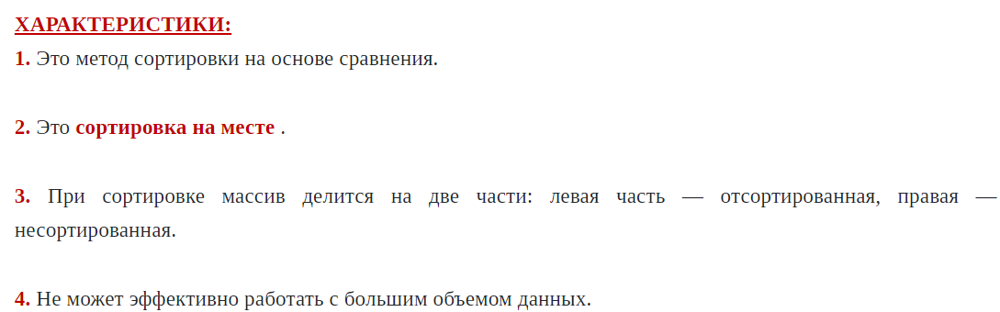 ХАРАКТЕРИСТИКИ:
1. Это метод сортировки на основе сравнения.
2. Это сортировка на месте .
3. При сортировке массив делится на две части: левая часть — отсортированная, правая —
несортированная.
4. Не может эффективно работать с большим объемом данных.